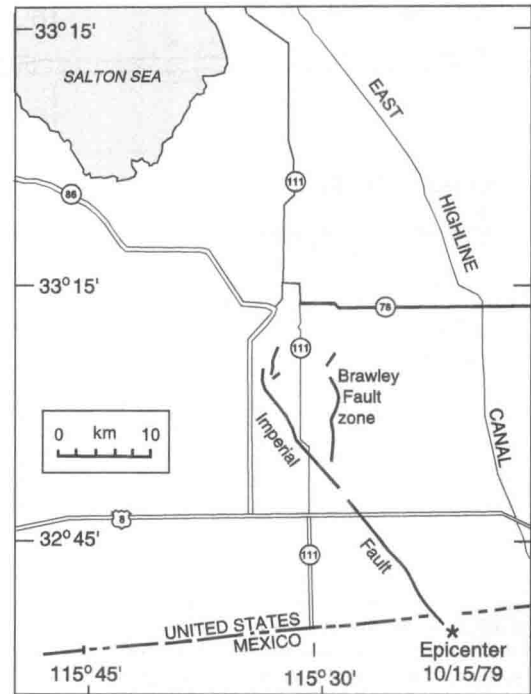 33° 15'
SALTON SEA
EAST
HIGHLINE
CANAL
111
86
33° 15'
78
111
Brawley
Fault
zone
Imperial
Fault
0 km 10
8
32° 45'
111
UNITED STATES
MEXICO
Epicenter
10/15/79
115° 45'
115° 30'